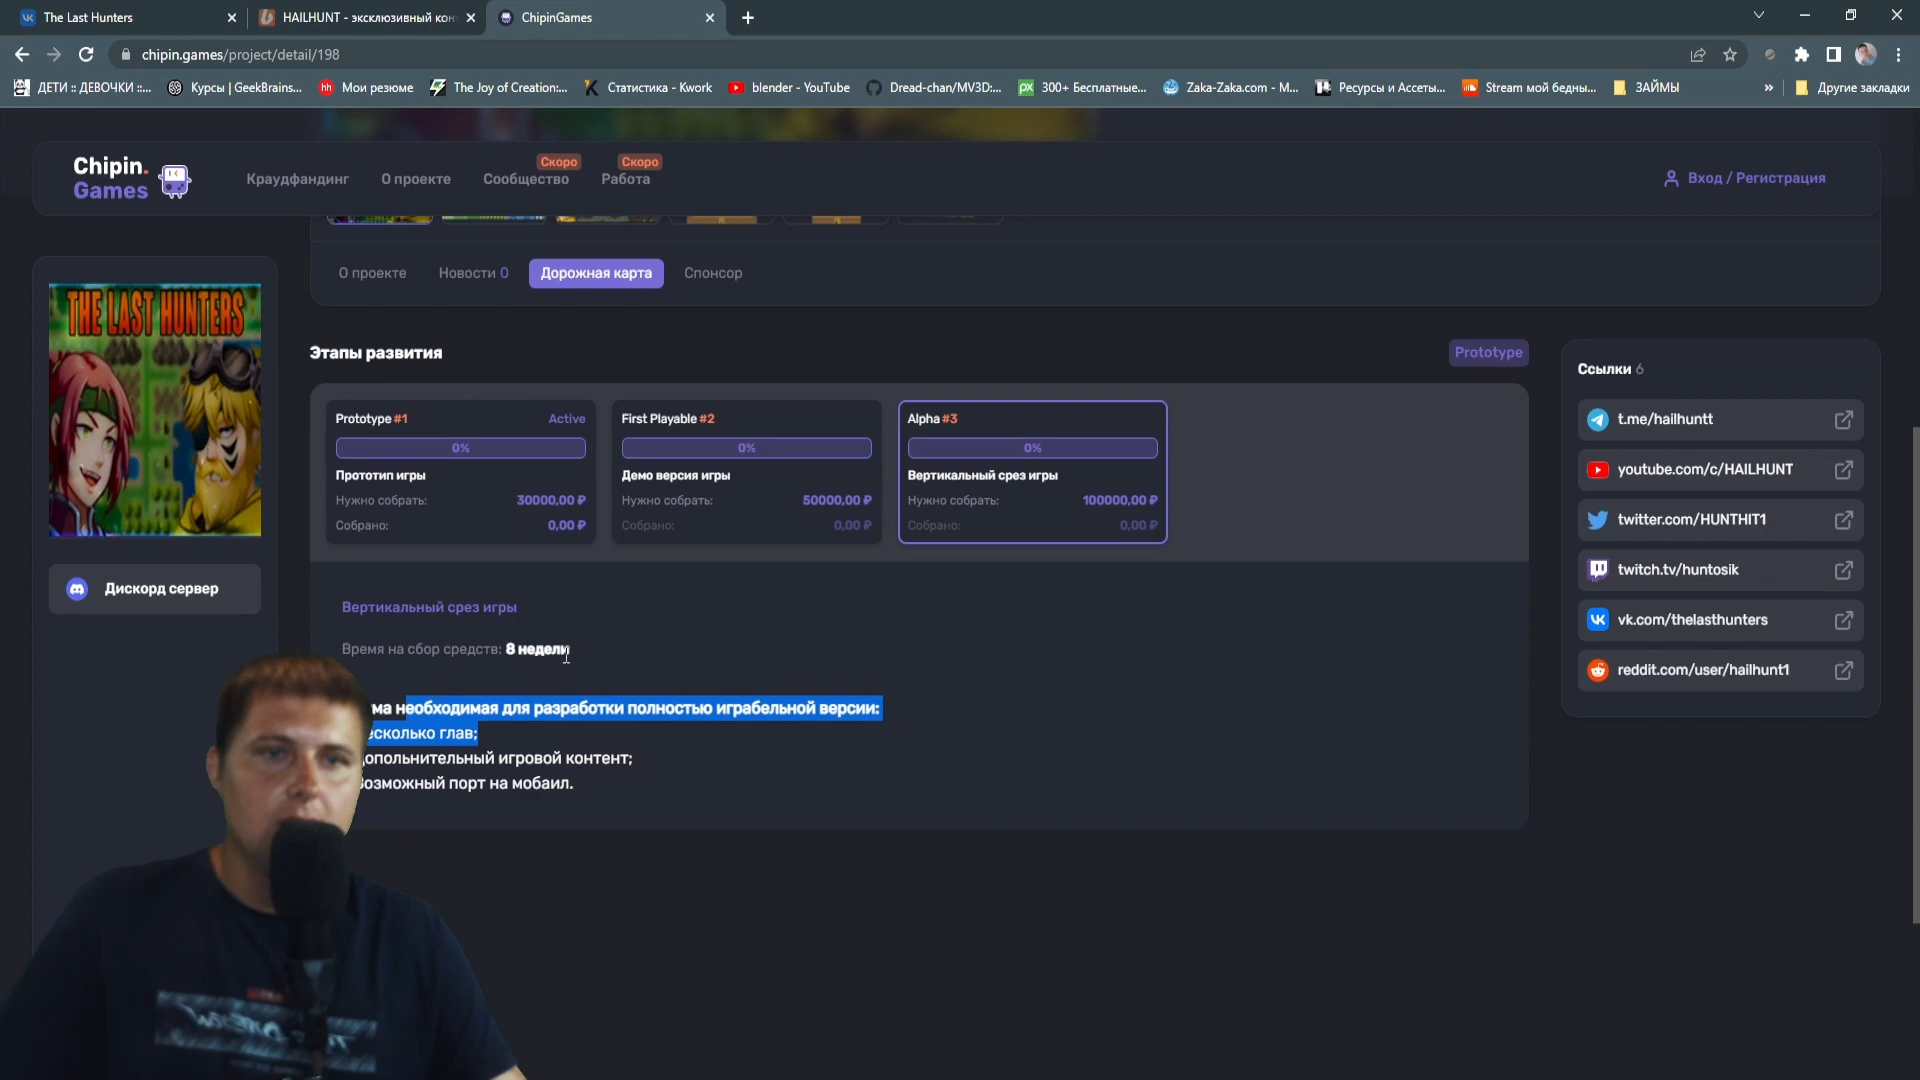 The Last Hunters
HAILHUNT - эксклюзивный кон
ChipinGames
chipin.games/project/detail/198
ДЕТИ :: ДЕВОЧКИ ::...
Курсы | GeekBrains...
hh
Мои резюме
The Joy of Creation:...
Статистика - Kwork
blender - YouTube
Dread-chan/MV3D:...
px
300+ Бесплатные...
Zaka-Zaka.com - М...
Ресурсы и Ассеты...
Stream мой бедны...
ЗАЙМЫ
»
Другие закладки
Chipin.
Games
Краудфандинг
О проекте
Скоро
Сообщество
Скоро
Работа
Вход / Регистрация
О проекте
Новости 0
Дорожная карта
Спонсор
THE LAST HUNTERS
Дискорд сервер
Этапы развития
Prototype
Prototype #1
Active
0%
Прототип игры
Нужно собрать:
30000,00 ₽
Собрано:
0,00 ₽
First Playable #2
0%
Демо версия игры
Нужно собрать:
50000,00 ₽
Собрано:
0,00 ₽
Alpha #3
0%
Вертикальный срез игры
Нужно собрать:
100000,00 ₽
Собрано:
0,00 ₽
Вертикальный срез игры
Время на сбор средств: 8 недели
ма необходимая для разработки полностью играбельной версии:
есколько глав;
опольнительный игровой контент;
Возможный порт на мобаил.
Ссылки 6
t.me/hailhuntt
youtube.com/c/HAILHUNT
twitter.com/HUNTHIT1
twitch.tv/huntosik
vk.com/thelasthunters
reddit.com/user/hailhunt1